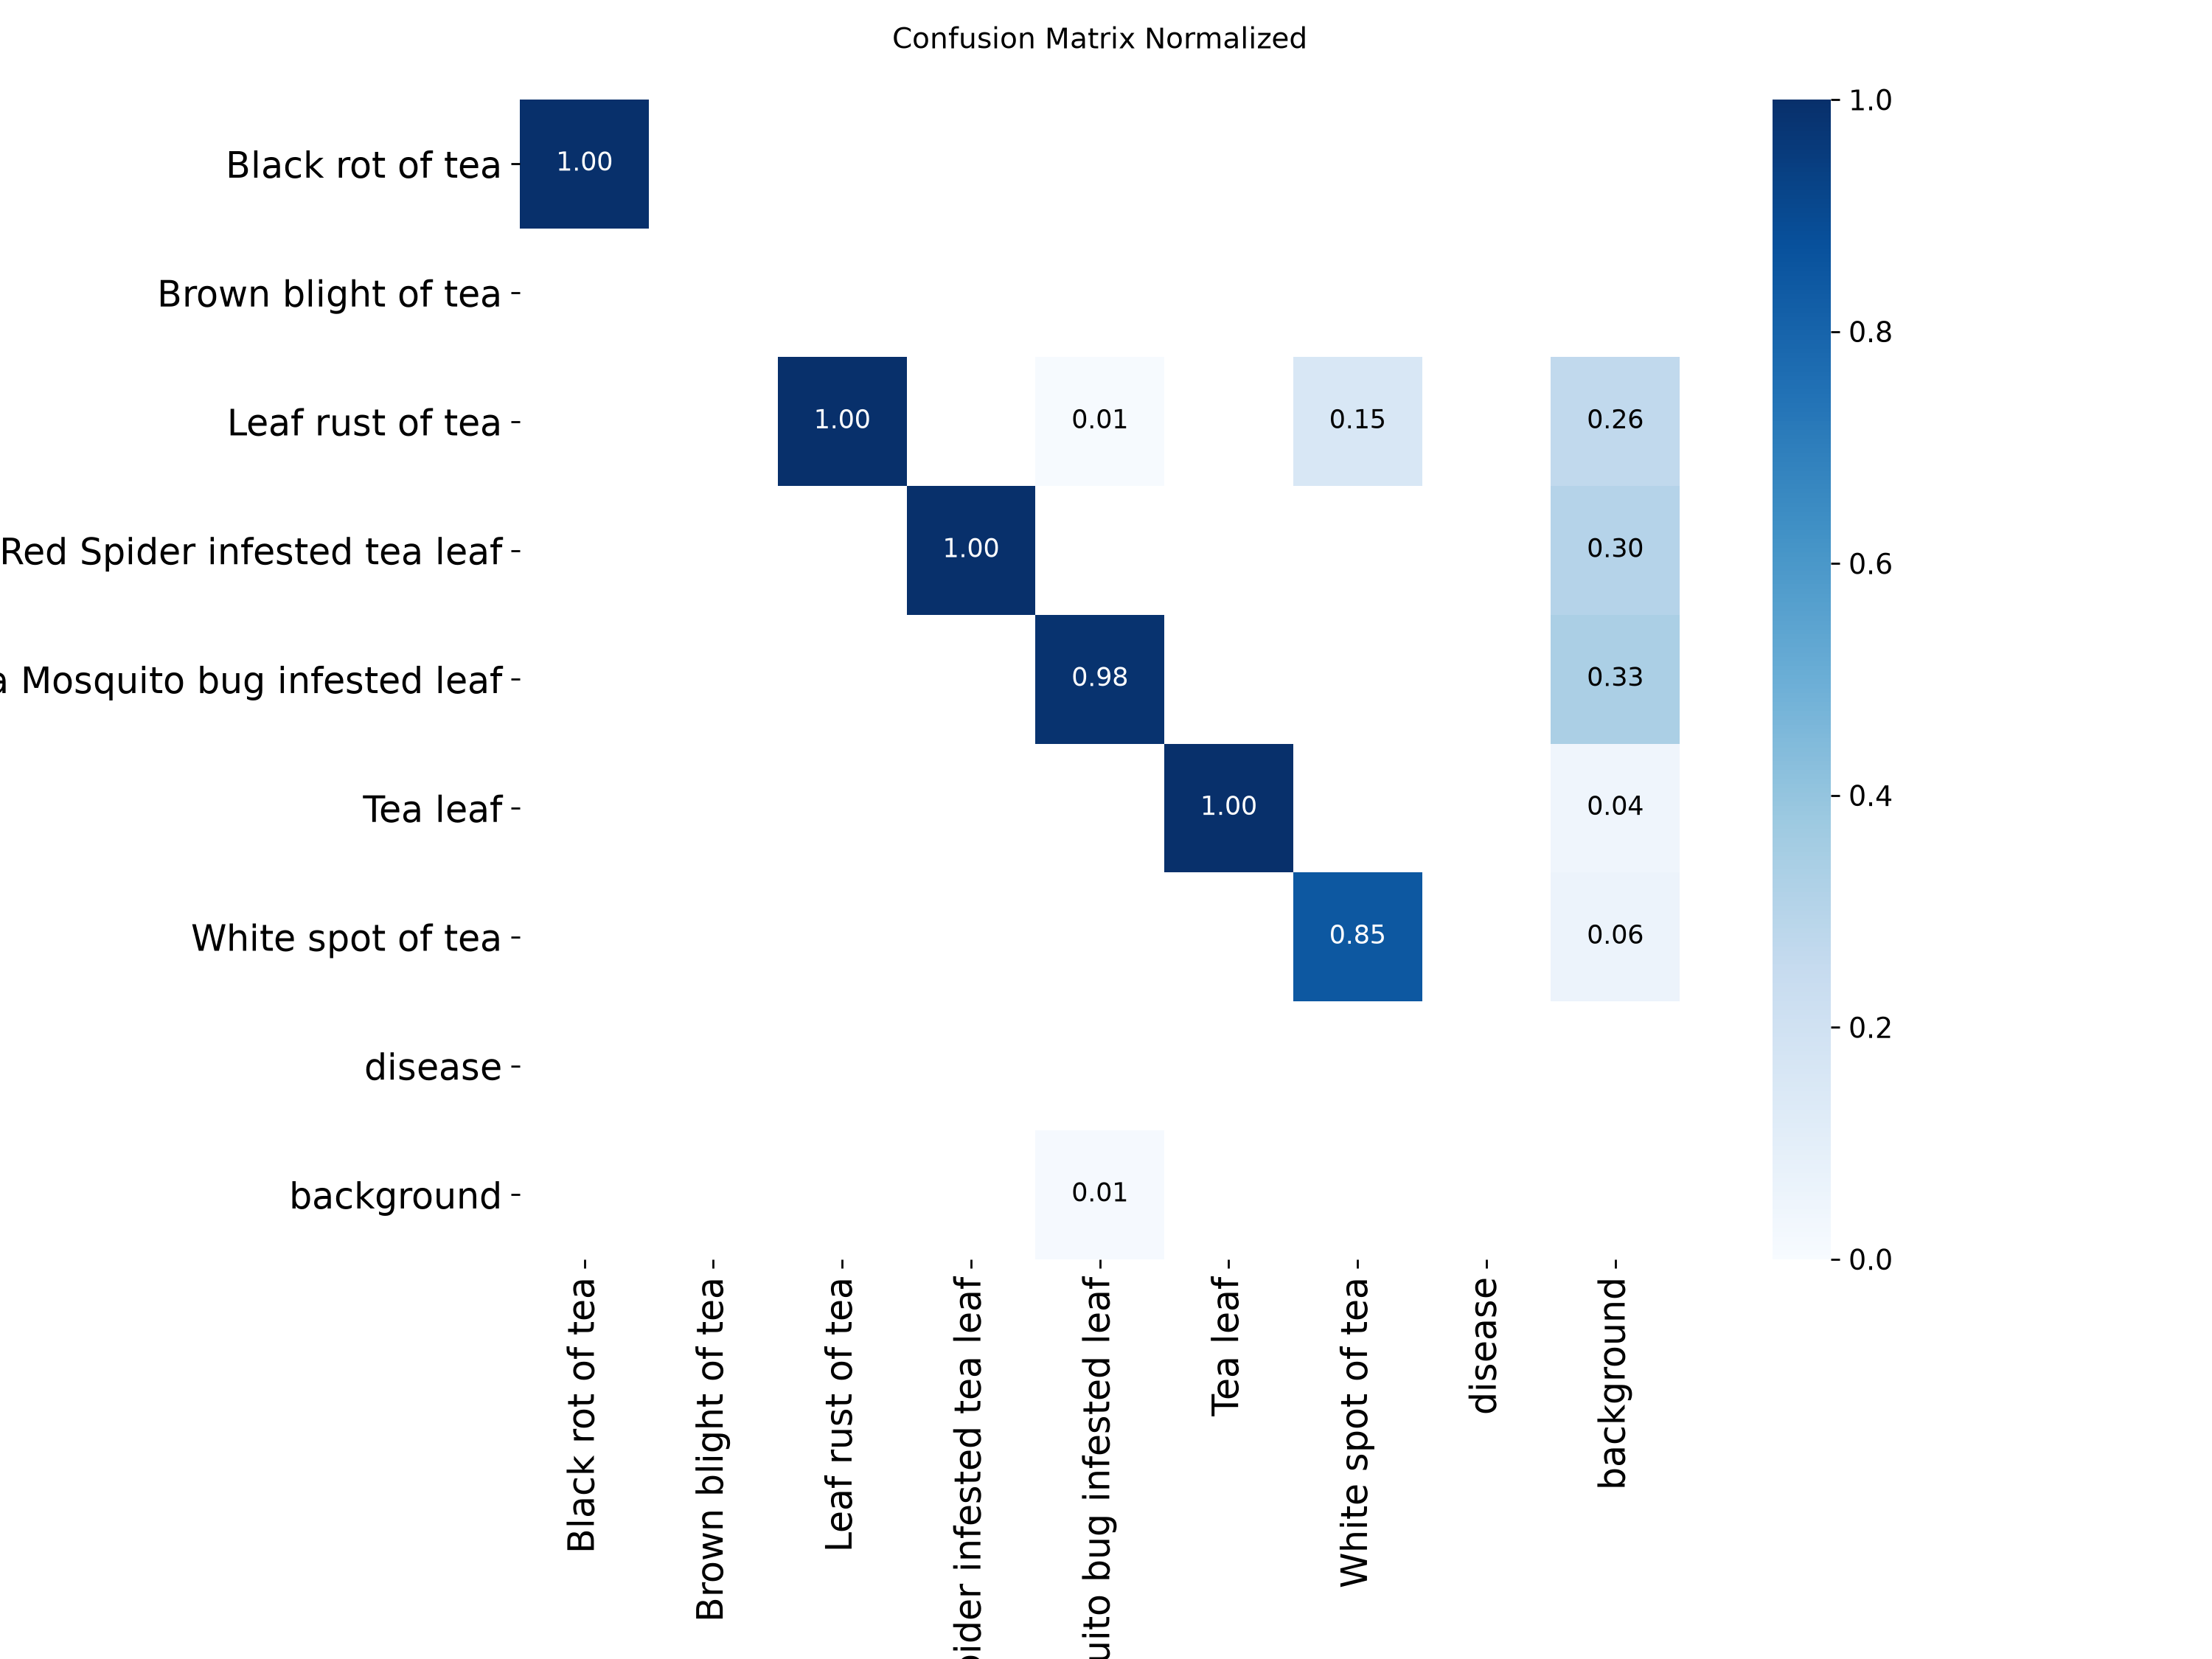 Confusion Matrix Normalized
Black rot of tea
1.00
1.0
Brown blight of tea
0.8
Leaf rust of tea
1.00
0.01
0.15
0.26
Red Spider infested tea leaf
1.00
0.30
0.6
Mosquito bug infested leaf
0.98
0.33
Tea leaf
1.00
0.04
0.4
White spot of tea
0.85
0.06
disease
0.2
background
0.01
0.0
Black rot of tea
Brown blight of tea
Leaf rust of tea
infested tea leaf
bug infested leaf
Tea leaf
White spot of tea
disease
background